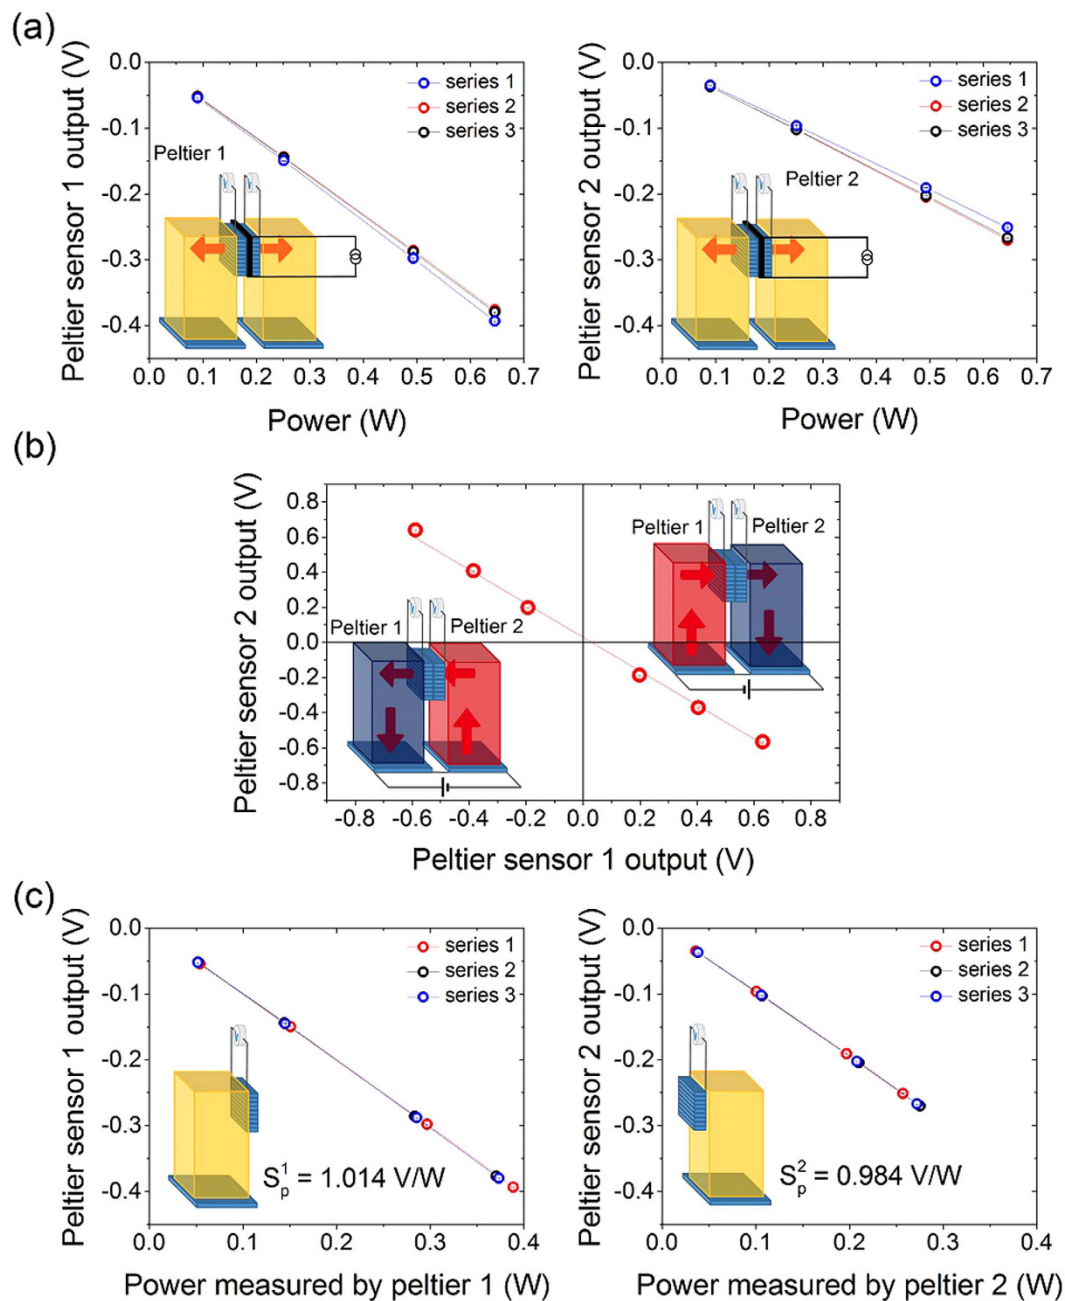 (a)
Peltier sensor 1 output (V)
0.0
-0.1
-0.2
-0.3
-0.4
series 1
series 2
series 3
Peltier 1
0.0 0.1 0.2 0.3 0.4 0.5 0.6 0.7
Power (W)
Peltier sensor 2 output (V)
0.0
-0.1
-0.2
-0.3
-0.4
series 1
series 2
series 3
Peltier 2
0.0 0.1 0.2 0.3 0.4 0.5 0.6 0.7
Power (W)
(b)
Peltier sensor 2 output (V)
0.8
0.6
0.4
0.2
0.0
-0.2
-0.4
-0.6
-0.8
Peltier 1 Peltier 2
Peltier 1 Peltier 2
-0.8 -0.6 -0.4 -0.2 0.0 0.2 0.4 0.6 0.8
Peltier sensor 1 output (V)
(c)
Peltier sensor 1 output (V)
0.0
-0.1
-0.2
-0.3
-0.4
series 1
series 2
series 3
S_p^1 = 1.014 V/W
0.0 0.1 0.2 0.3 0.4
Power measured by peltier 1 (W)
Peltier sensor 2 output (V)
0.0
-0.1
-0.2
-0.3
-0.4
series 1
series 2
series 3
S_p^2 = 0.984 V/W
0.0 0.1 0.2 0.3 0.4
Power measured by peltier 2 (W)